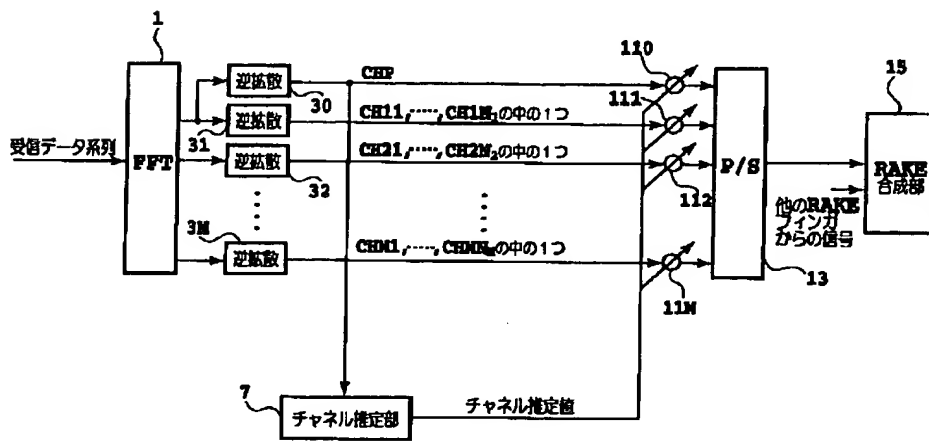 1
15
110
逆拡散
CHP
30
111
逆拡散
CH11,‥‥‥,CH1N₁の中の1つ
31
受信データ系列
FFT
逆拡散
CH21,‥‥‥,CH2N₂の中の1つ
P/S
RAKE
合成部
32
112
他のRAKE
フィンガ
からの信号
3M
逆拡散
CHM1,‥‥‥,CHMNMの中の1つ
13
11M
7
チャネル推定部
チャネル推定値